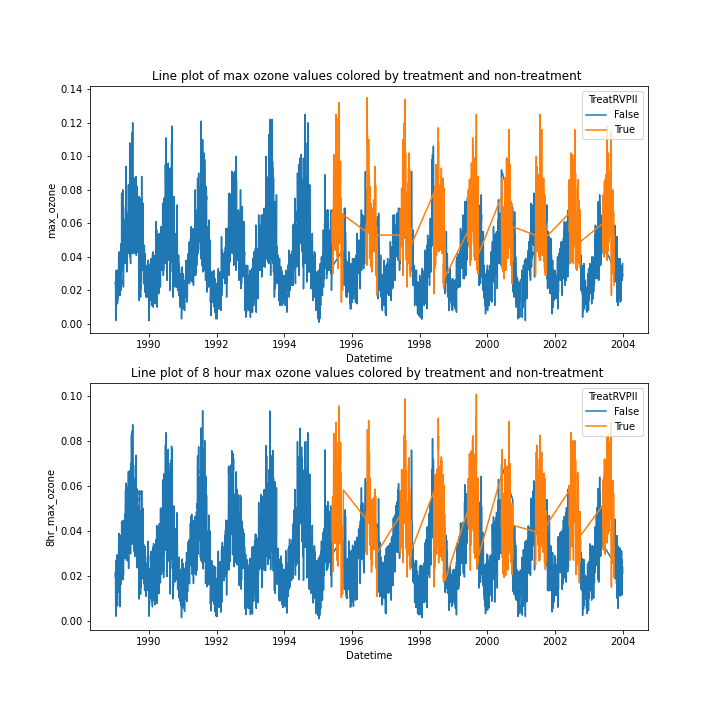 Line plot of max ozone values colored by treatment and non-treatment
0.14
0.12
0.10
0.08
0.06
0.04
0.02
0.00
max_ozone
TreatRVPII
False
True
1990 1992 1994 1996 1998 2000 2002 2004
Datetime
Line plot of 8 hour max ozone values colored by treatment and non-treatment
0.10
0.08
0.06
0.04
0.02
0.00
8hr_max_ozone
TreatRVPII
False
True
1990 1992 1994 1996 1998 2000 2002 2004
Datetime